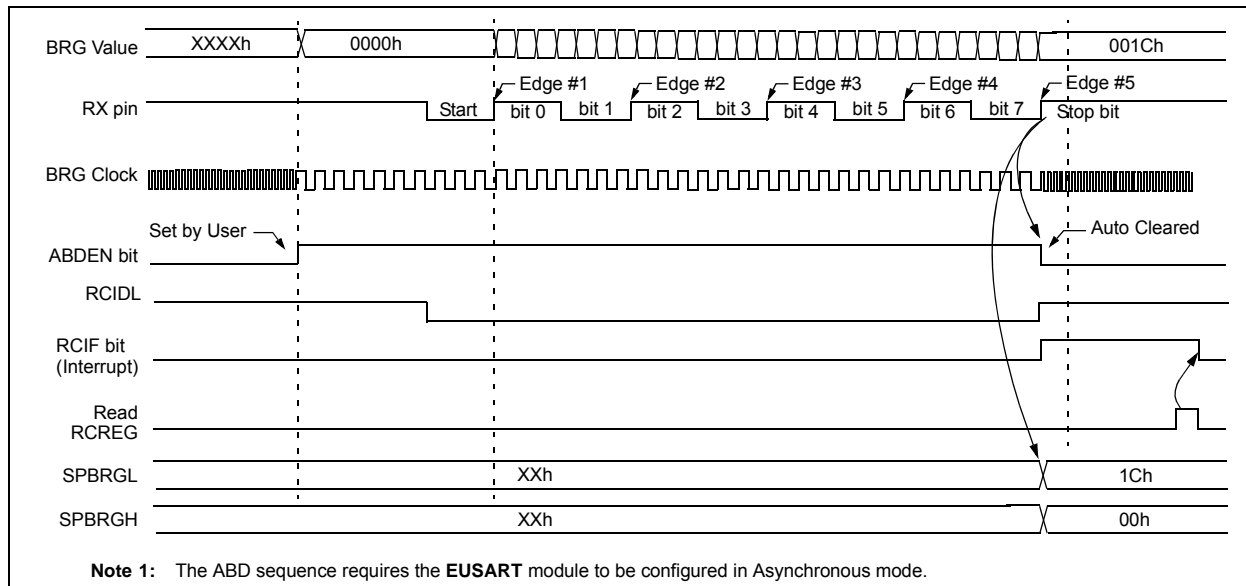 BRG Value XXXXh 0000h 001Ch
Edge #1 Edge #2 Edge #3 Edge #4 Edge #5
RX pin Start bit 0 bit 1 bit 2 bit 3 bit 4 bit 5 bit 6 bit 7 Stop bit
BRG Clock
Set by User Auto Cleared
ABDEN bit
RCIDL
RCIF bit
(Interrupt)
Read
RCREG
SPBRGL XXh 1Ch
SPBRGH XXh 00h
Note 1: The ABD sequence requires the EUSART module to be configured in Asynchronous mode.